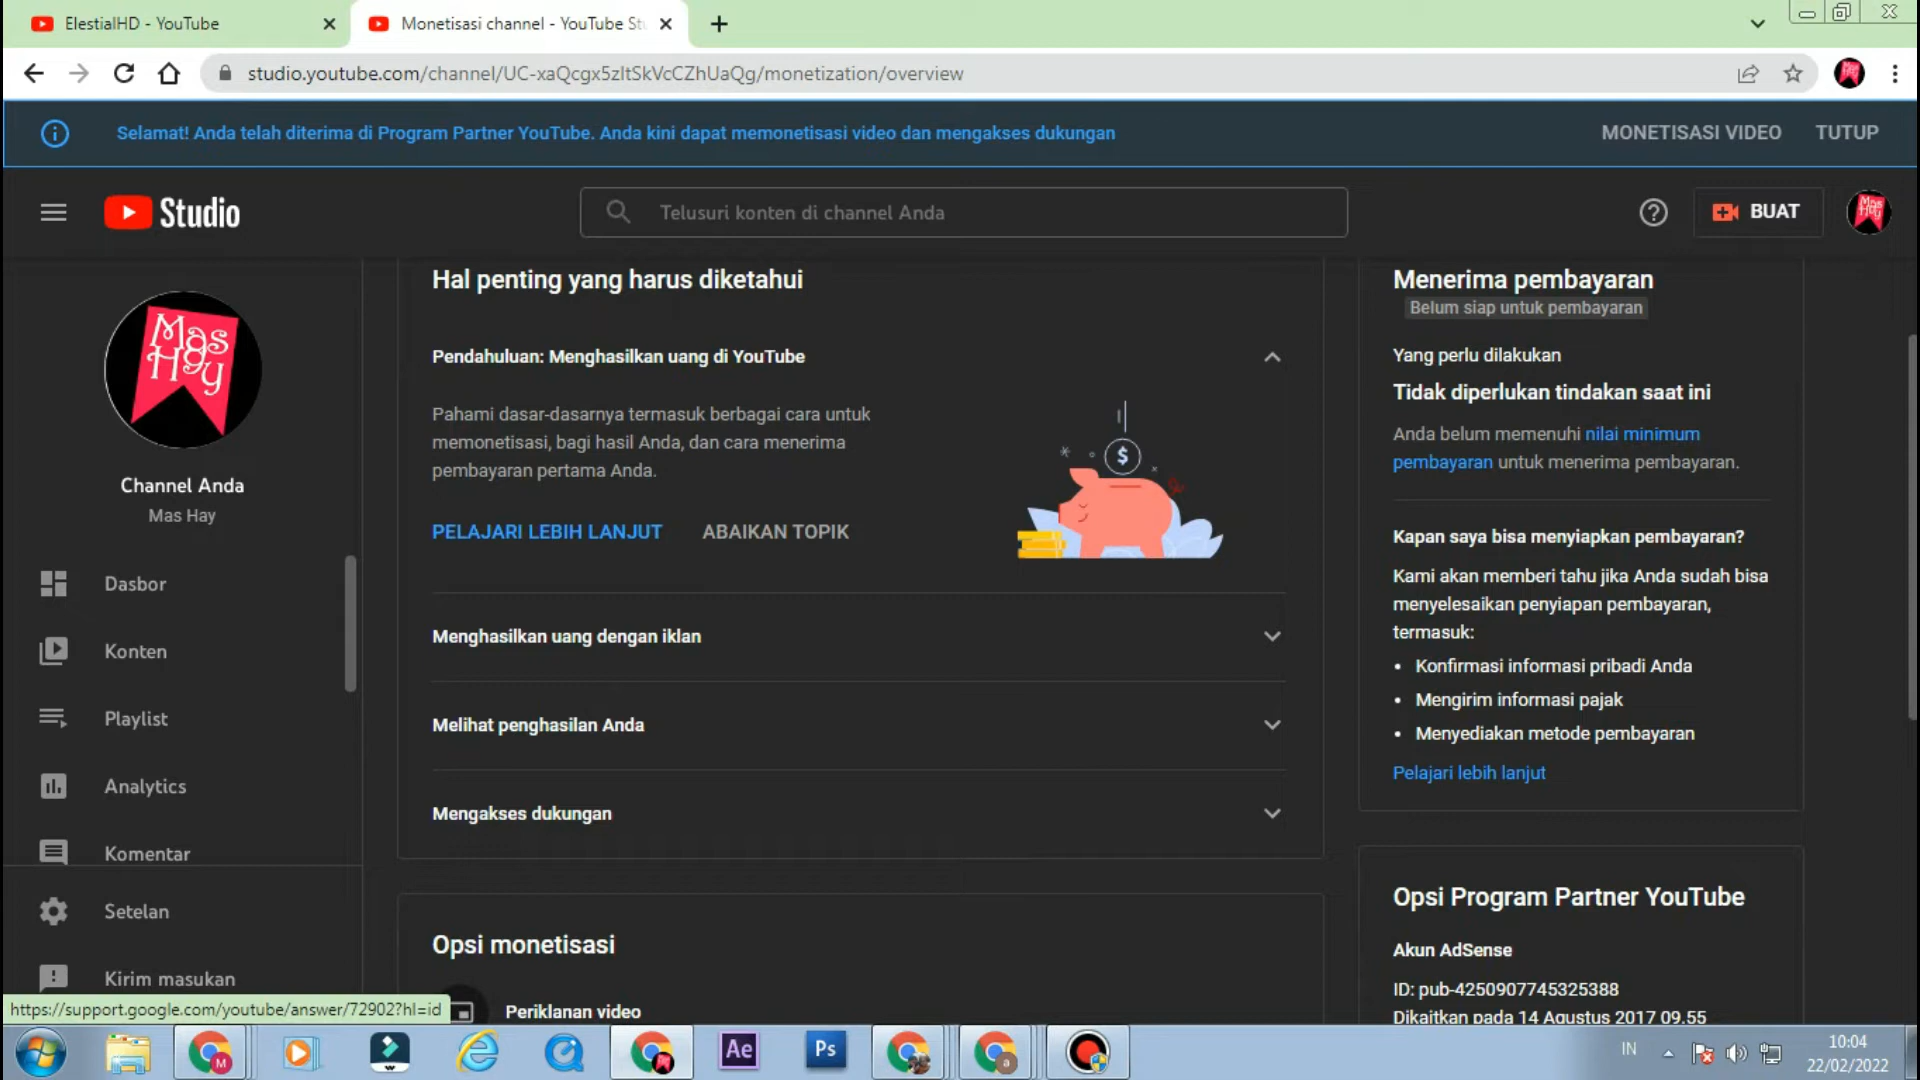 ElestialHD - YouTube
Monetisasi channel - YouTube St
studio.youtube.com/channel/UC-xaQcgx5zItSkVcCZhUaQg/monetization/overview
Selamat! Anda telah diterima di Program Partner YouTube. Anda kini dapat memonetisasi video dan mengakses dukungan
MONETISASI VIDEO
TUTUP
Studio
Telusuri konten di channel Anda
BUAT
Mas Hay
Mas
Hay
Channel Anda
Mas Hay
Dasbor
Konten
Playlist
Analytics
Komentar
Setelan
Kirim masukan
Hal penting yang harus diketahui
Pendahuluan: Menghasilkan uang di YouTube
Pahami dasar-dasarnya termasuk berbagai cara untuk
memonetisasi, bagi hasil Anda, dan cara menerima
pembayaran pertama Anda.
PELAJARI LEBIH LANJUT
ABAIKAN TOPIK
$
Menghasilkan uang dengan iklan
Melihat penghasilan Anda
Mengakses dukungan
Opsi monetisasi
Periklanan video
Menerima pembayaran
Belum siap untuk pembayaran
Yang perlu dilakukan
Tidak diperlukan tindakan saat ini
Anda belum memenuhi nilai minimum
pembayaran untuk menerima pembayaran.
Kapan saya bisa menyiapkan pembayaran?
Kami akan memberi tahu jika Anda sudah bisa
menyelesaikan penyiapan pembayaran,
termasuk:
• Konfirmasi informasi pribadi Anda
• Mengirim informasi pajak
• Menyediakan metode pembayaran
Pelajari lebih lanjut
Opsi Program Partner YouTube
Akun AdSense
ID: pub-4250907745325388
Dikaitkan pada 14 Agustus 2017 09.55
https://support.google.com/youtube/answer/72902?hl=id
M
Ae
Ps
a
IN
10:04
22/02/2022